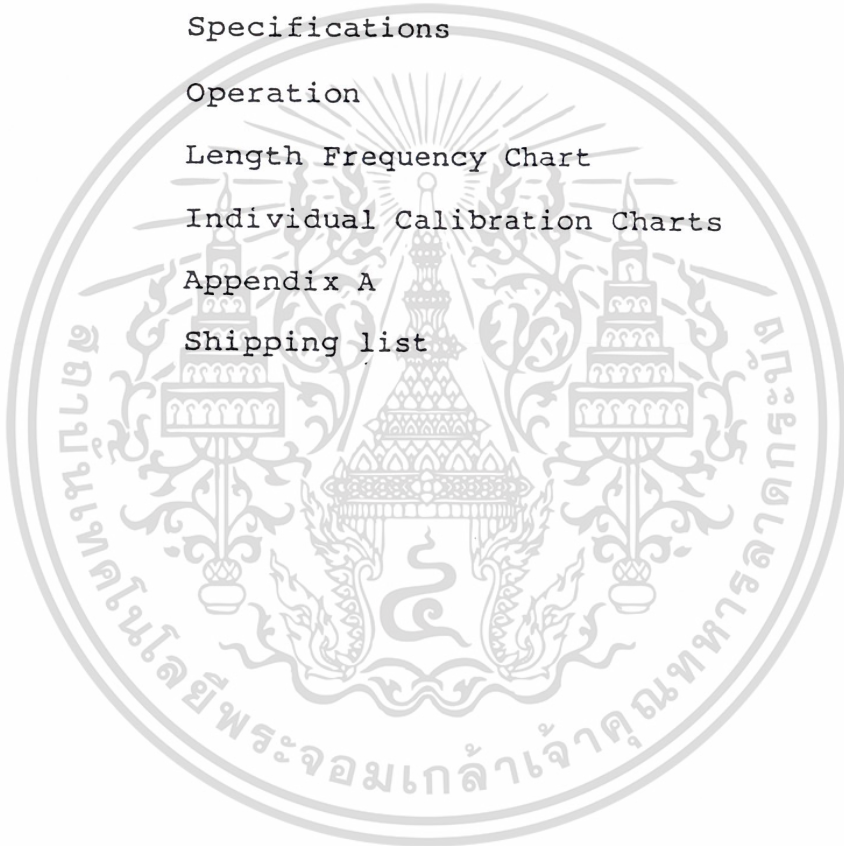 Specifications
Operation
Length Frequency Chart
Individual Calibration Charts
Appendix A
Shipping list
สถาบันเทคโนโลยีพระจอมเกล้าเจ้าคุณทหารลาดกระบัง